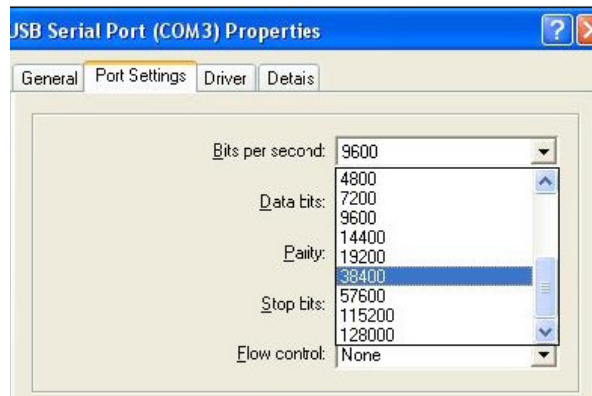 USB Serial Port (COM3) Properties
General Port Settings Driver Details
Bits per second: 9600
4800
Data bits: 7200
9600
14400
Parity: 19200
38400
Stop bits: 57600
115200
128000
Flow control: None